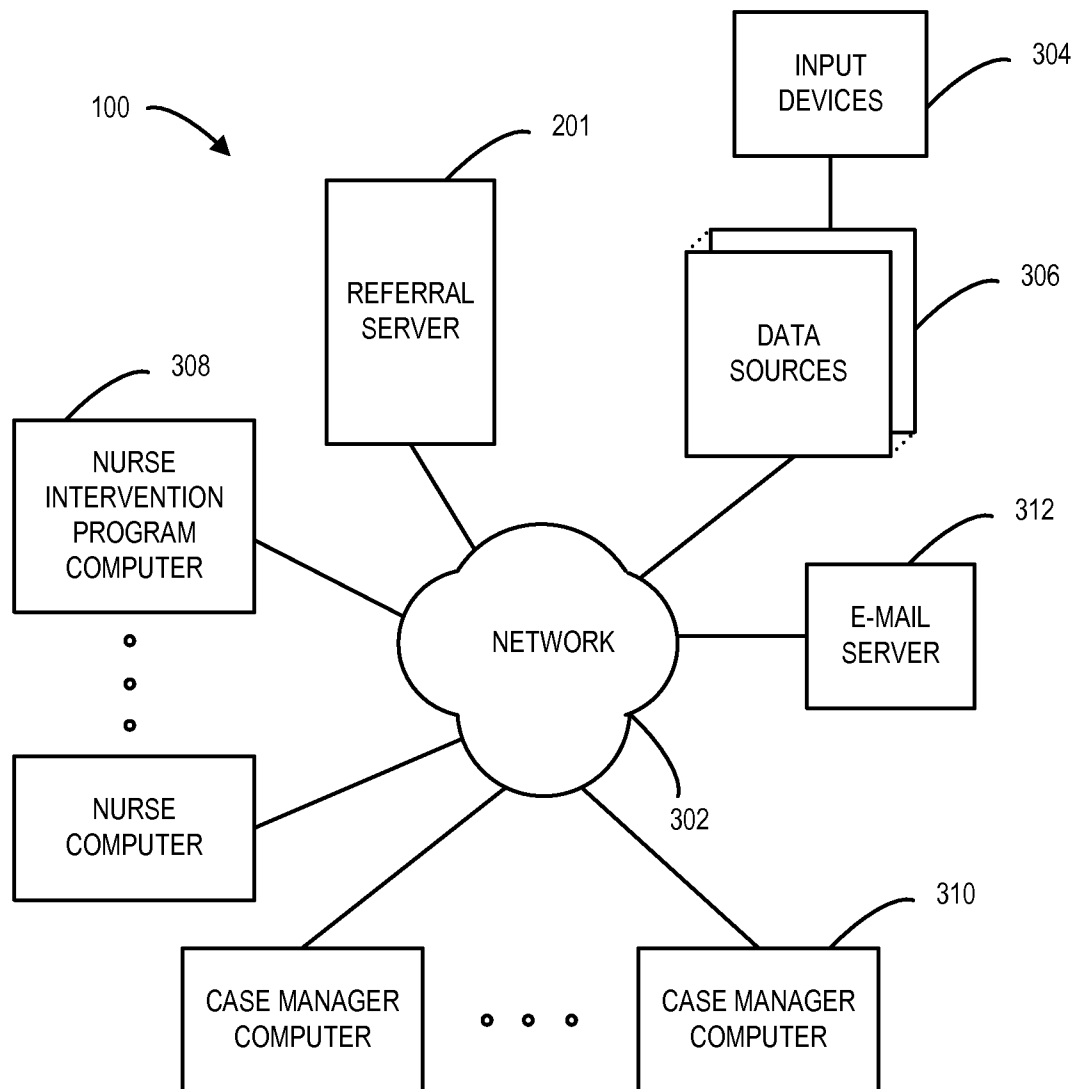 304
INPUT
DEVICES
100
201
REFERRAL
SERVER
306
DATA
SOURCES
308
NURSE
INTERVENTION
PROGRAM
COMPUTER
312
E-MAIL
SERVER
NETWORK
302
NURSE
COMPUTER
310
CASE MANAGER
COMPUTER
CASE MANAGER
COMPUTER